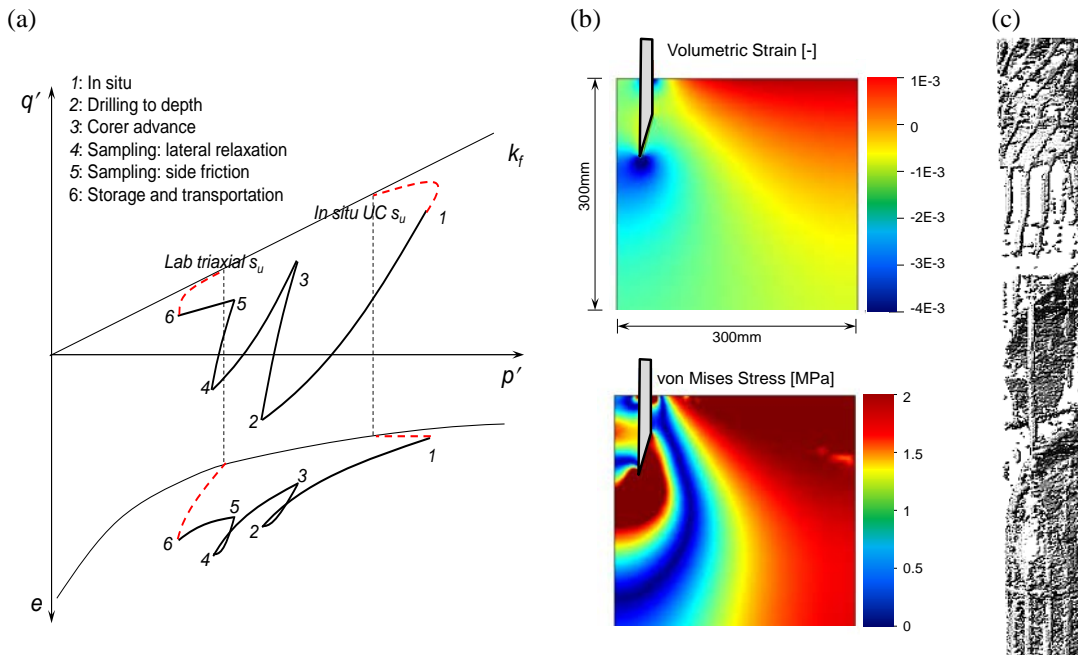 (a)
1: In situ
2: Drilling to depth
3: Corer advance
4: Sampling: lateral relaxation
5: Sampling: side friction
6: Storage and transportation
q'
k_f
In situ UC s_u
1
Lab triaxial s_u
3
5
6
p'
4
2
1
3
5
2
6
4
e
(b)
Volumetric Strain [-]
300mm
300mm
1E-3
0
-1E-3
-2E-3
-3E-3
-4E-3
von Mises Stress [MPa]
2
1.5
1
0.5
0
(c)